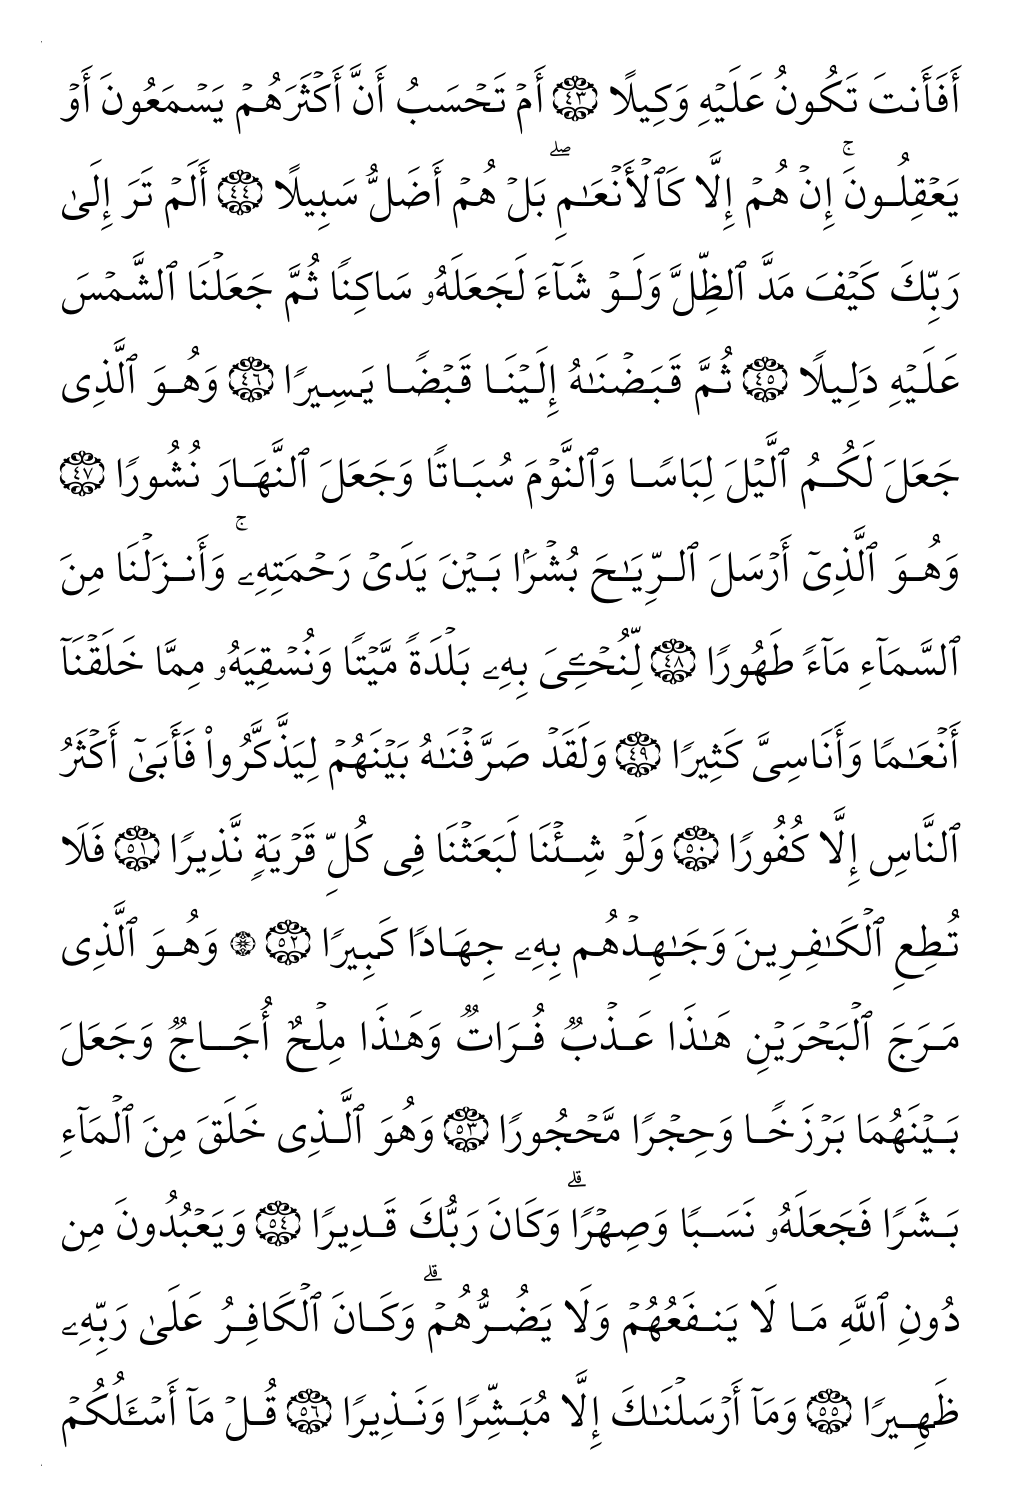 أَفَأَنتَ تَكُونُ عَلَيْهِ وَكِيلًا ۝٤٣ أَمْ تَحْسَبُ أَنَّ أَكْثَرَهُمْ يَسْمَعُونَ أَوْ
يَعْقِلُونَ ۚ إِنْ هُمْ إِلَّا كَٱلْأَنْعَـٰمِ ۖ بَلْ هُمْ أَضَلُّ سَبِيلًا ۝٤٤ أَلَمْ تَرَ إِلَىٰ
رَبِّكَ كَيْفَ مَدَّ ٱلظِّلَّ وَلَوْ شَآءَ لَجَعَلَهُۥ سَاكِنًا ثُمَّ جَعَلْنَا ٱلشَّمْسَ
عَلَيْهِ دَلِيلًا ۝٤٥ ثُمَّ قَبَضْنَـٰهُ إِلَيْنَا قَبْضًا يَسِيرًا ۝٤٦ وَهُوَ ٱلَّذِى
جَعَلَ لَكُمُ ٱلَّيْلَ لِبَاسًا وَٱلنَّوْمَ سُبَاتًا وَجَعَلَ ٱلنَّهَارَ نُشُورًا ۝٤٧
وَهُوَ ٱلَّذِىٓ أَرْسَلَ ٱلرِّيَـٰحَ بُشْرًۢا بَيْنَ يَدَىْ رَحْمَتِهِۦ ۚ وَأَنزَلْنَا مِنَ
ٱلسَّمَآءِ مَآءً طَهُورًا ۝٤٨ لِّنُحْـِۧىَ بِهِۦ بَلْدَةً مَّيْتًا وَنُسْقِيَهُۥ مِمَّا خَلَقْنَآ
أَنْعَـٰمًا وَأَنَاسِىَّ كَثِيرًا ۝٤٩ وَلَقَدْ صَرَّفْنَـٰهُ بَيْنَهُمْ لِيَذَّكَّرُوا۟ فَأَبَىٰٓ أَكْثَرُ
ٱلنَّاسِ إِلَّا كُفُورًا ۝٥٠ وَلَوْ شِئْنَا لَبَعَثْنَا فِى كُلِّ قَرْيَةٍ نَّذِيرًا ۝٥١ فَلَا
تُطِعِ ٱلْكَـٰفِرِينَ وَجَـٰهِدْهُم بِهِۦ جِهَادًا كَبِيرًا ۝٥٢ ۞ وَهُوَ ٱلَّذِى
مَرَجَ ٱلْبَحْرَيْنِ هَـٰذَا عَذْبٌ فُرَاتٌ وَهَـٰذَا مِلْحٌ أُجَاجٌ وَجَعَلَ
بَيْنَهُمَا بَرْزَخًا وَحِجْرًا مَّحْجُورًا ۝٥٣ وَهُوَ ٱلَّذِى خَلَقَ مِنَ ٱلْمَآءِ
بَشَرًا فَجَعَلَهُۥ نَسَبًا وَصِهْرًا ۗ وَكَانَ رَبُّكَ قَدِيرًا ۝٥٤ وَيَعْبُدُونَ مِن
دُونِ ٱللَّهِ مَا لَا يَنفَعُهُمْ وَلَا يَضُرُّهُمْ ۗ وَكَانَ ٱلْكَافِرُ عَلَىٰ رَبِّهِۦ
ظَهِيرًا ۝٥٥ وَمَآ أَرْسَلْنَـٰكَ إِلَّا مُبَشِّرًا وَنَذِيرًا ۝٥٦ قُلْ مَآ أَسْـَٔلُكُمْ